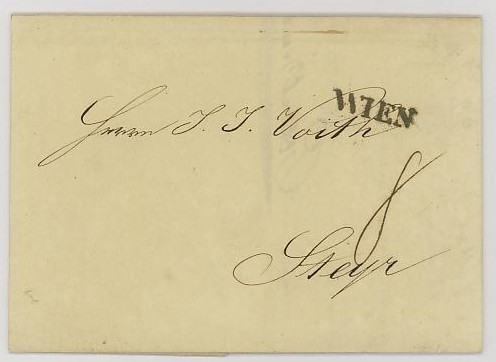 WIEN
Herrn J. J. Voith
8
Steyr